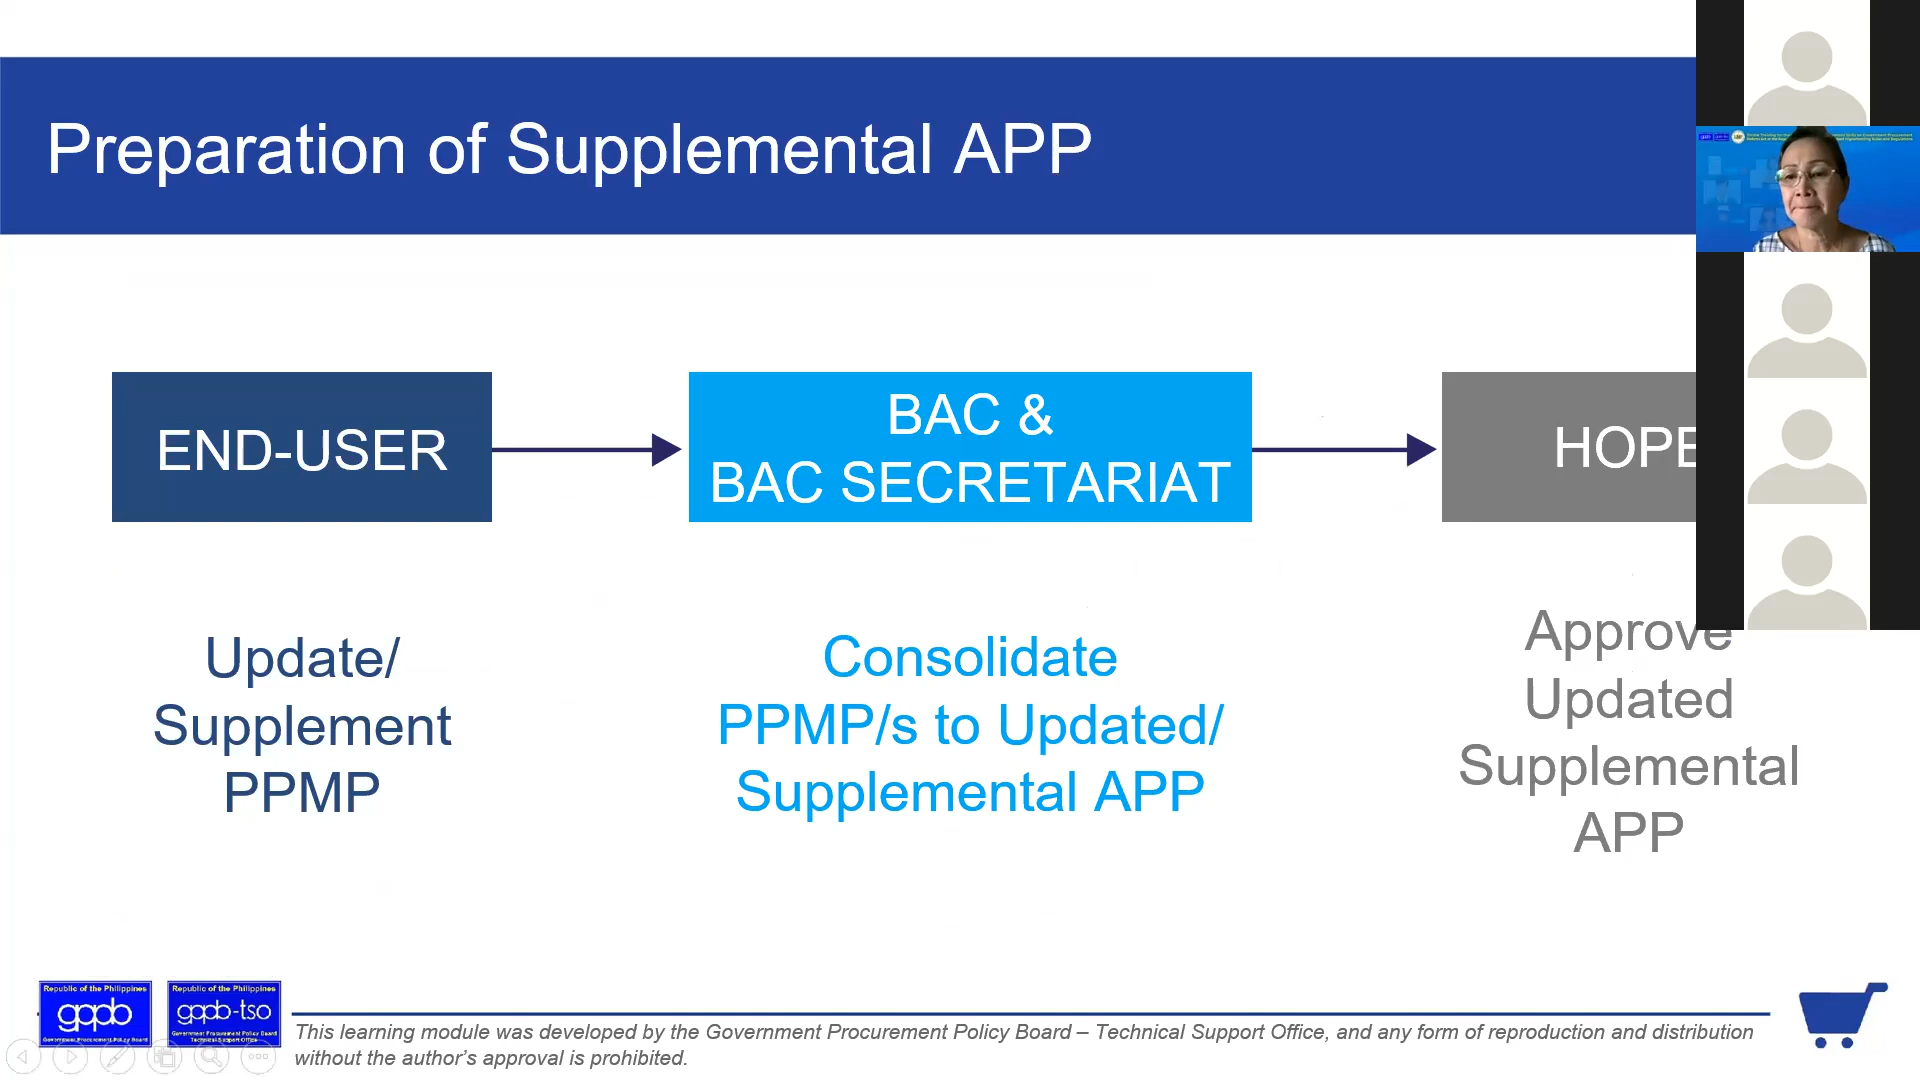 Preparation of Supplemental APP
END-USER
BAC &
BAC SECRETARIAT
HOPE
Update/
Supplement
PPMP
Consolidate
PPMP/s to Updated/
Supplemental APP
Approve
Updated
Supplemental
APP
Republic of the Philippines
gppb
Government Procurement Policy Board
Republic of the Philippines
gppb-tso
Government Procurement Policy Board
Technical Support Office
This learning module was developed by the Government Procurement Policy Board – Technical Support Office, and any form of reproduction and distribution
without the author's approval is prohibited.